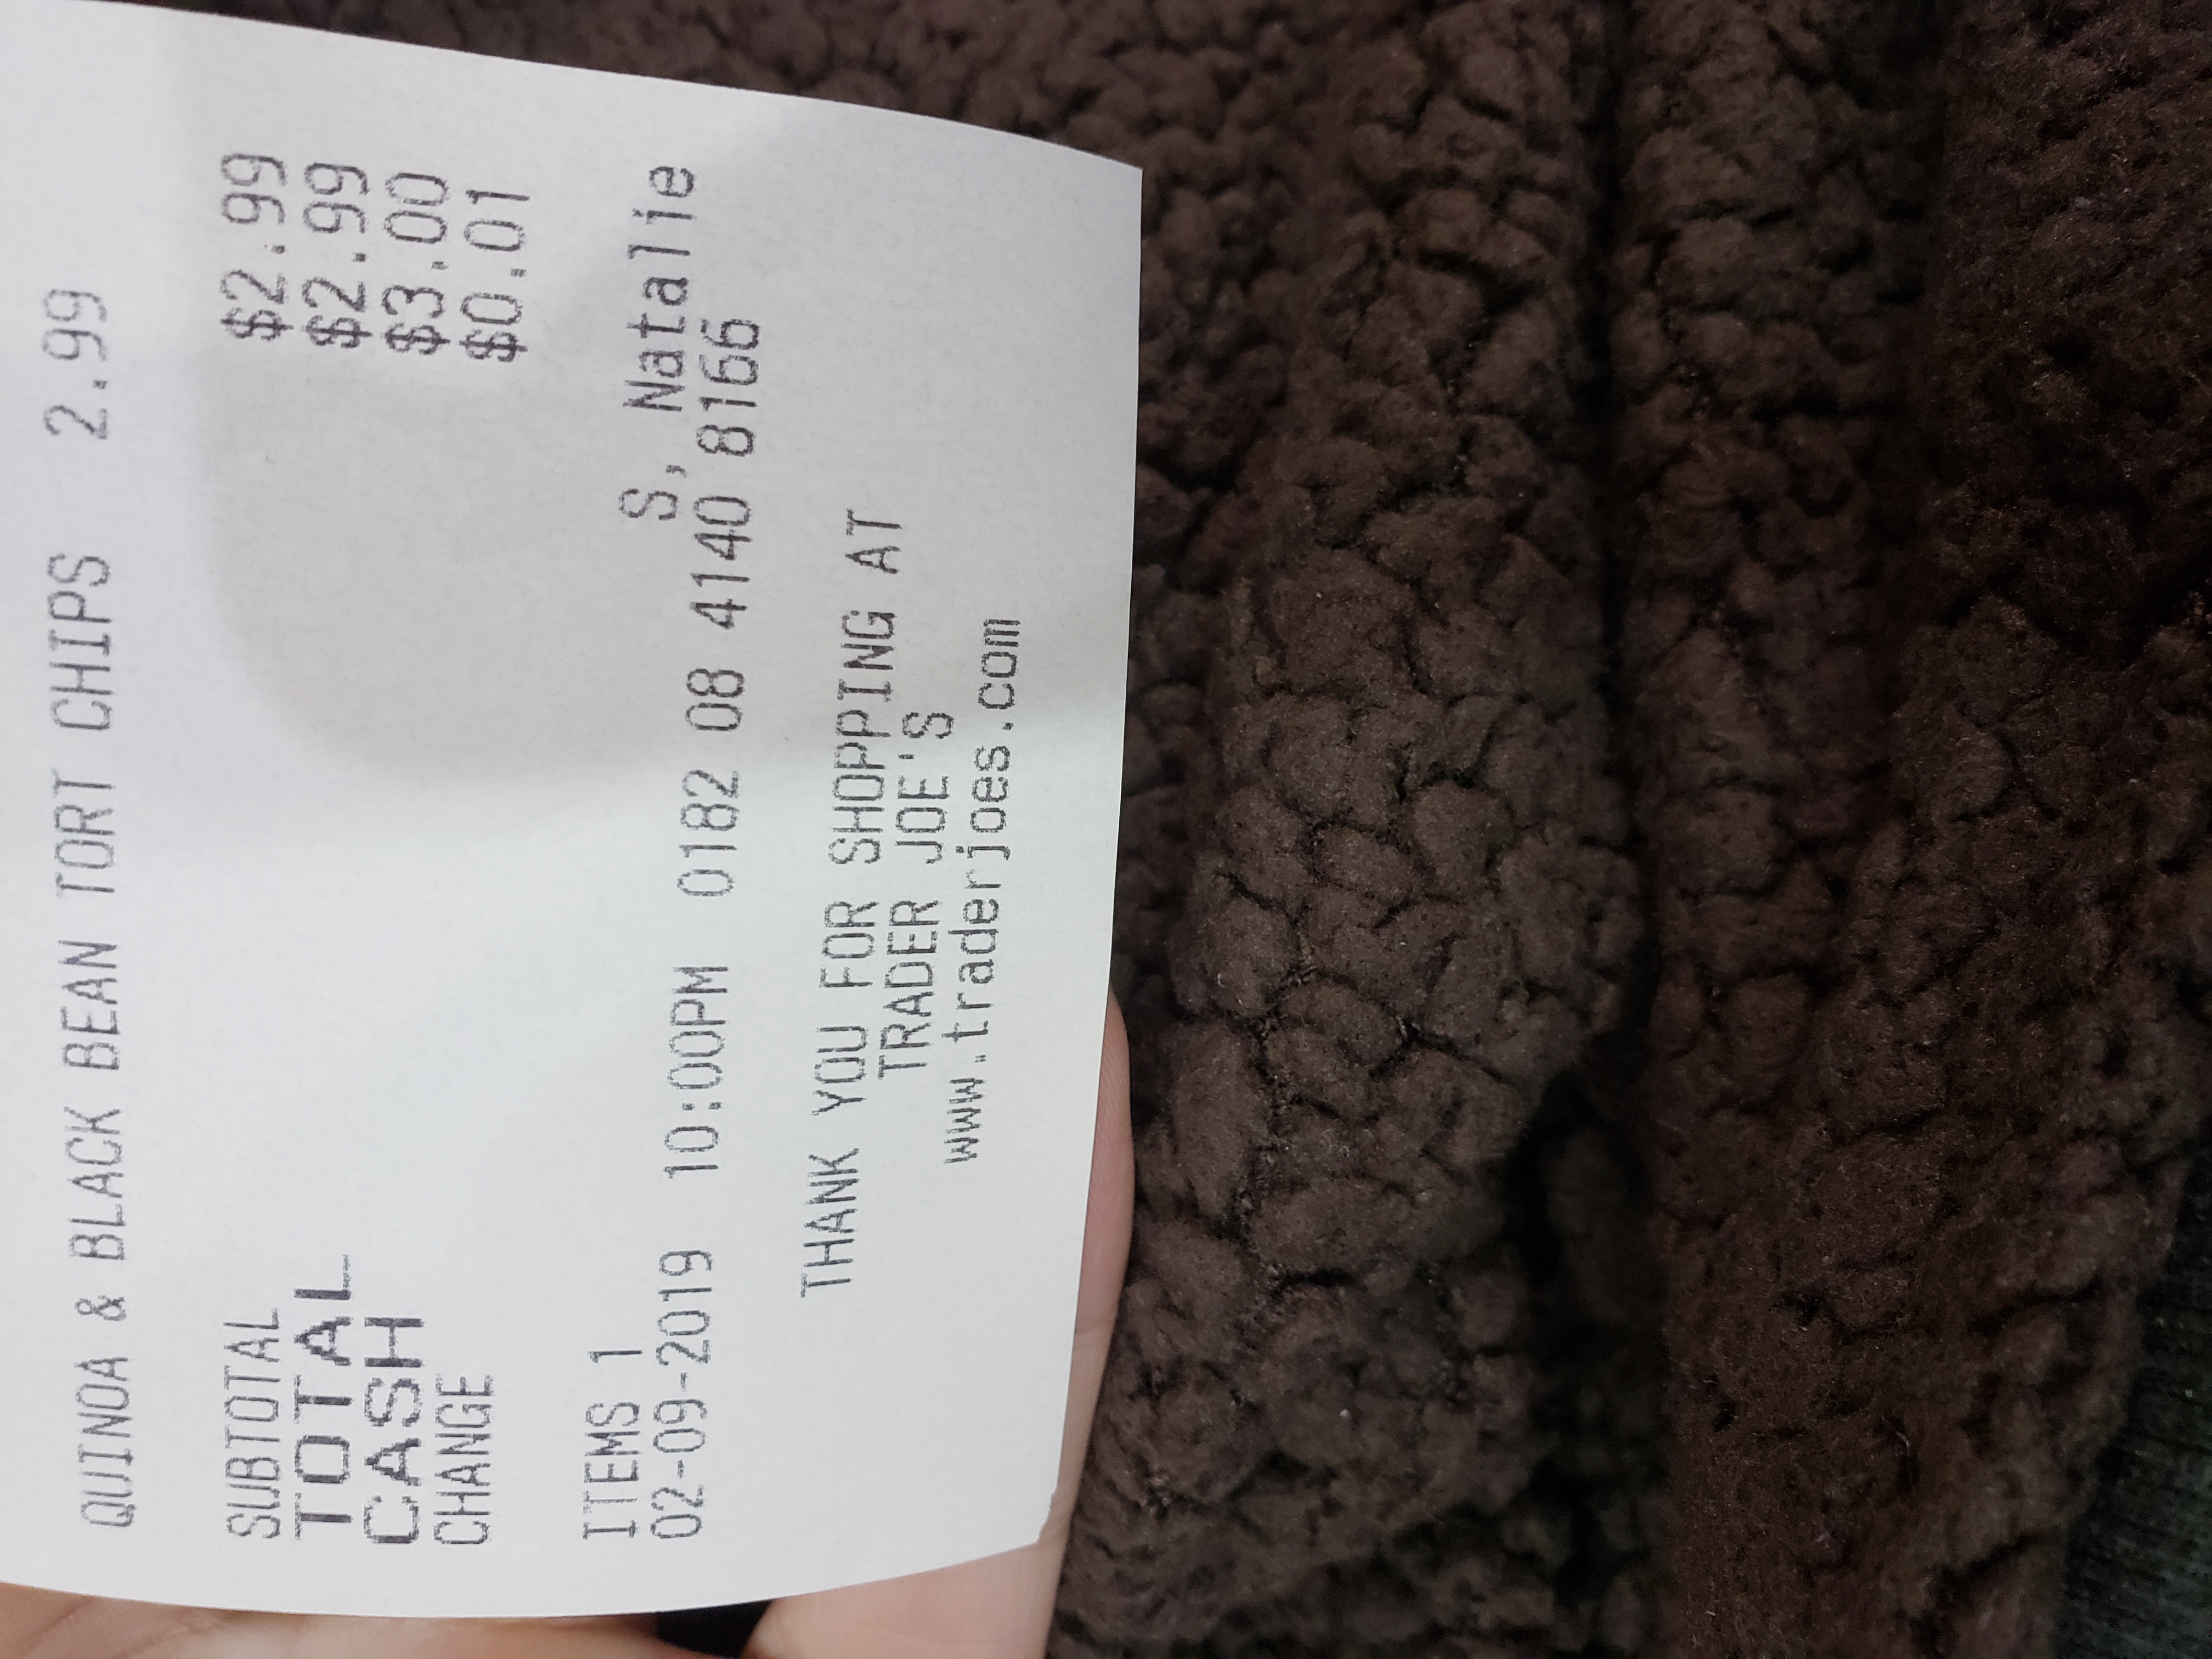 QUINOA & BLACK BEAN TORT CHIPS 2.99
SUBTOTAL $2.99
TOTAL $2.99
CASH $3.00
CHANGE $0.01
ITEMS 1 S, Natalie
02-09-2019 10:00PM 0182 08 4140 8166
THANK YOU FOR SHOPPING AT
TRADER JOE'S
www.traderjoes.com